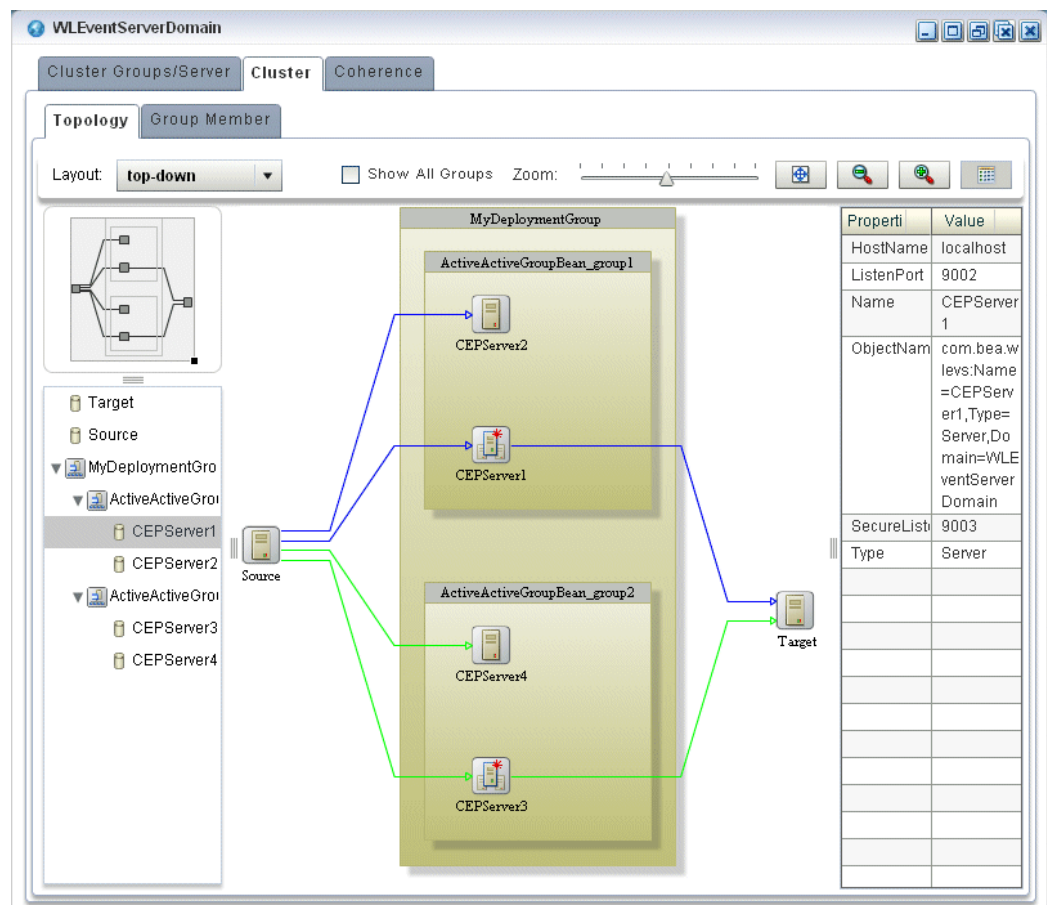 WLEventServerDomain
Cluster Groups/Server
Cluster
Coherence
Topology
Group Member
Layout:
top-down
Show All Groups
Zoom:
Target
Source
MyDeploymentGro
ActiveActiveGroı
CEPServer1
CEPServer2
ActiveActiveGroı
CEPServer3
CEPServer4
Source
MyDeploymentGroup
ActiveActiveGroupBean_group1
CEPServer2
CEPServer1
ActiveActiveGroupBean_group2
CEPServer4
CEPServer3
Target
Properti Value
HostName localhost
ListenPort 9002
Name CEPServer
1
ObjectNam com.bea.w
levs:Name
=CEPServ
er1,Type=
Server,Do
main=WLE
ventServer
Domain
SecureListe 9003
Type Server